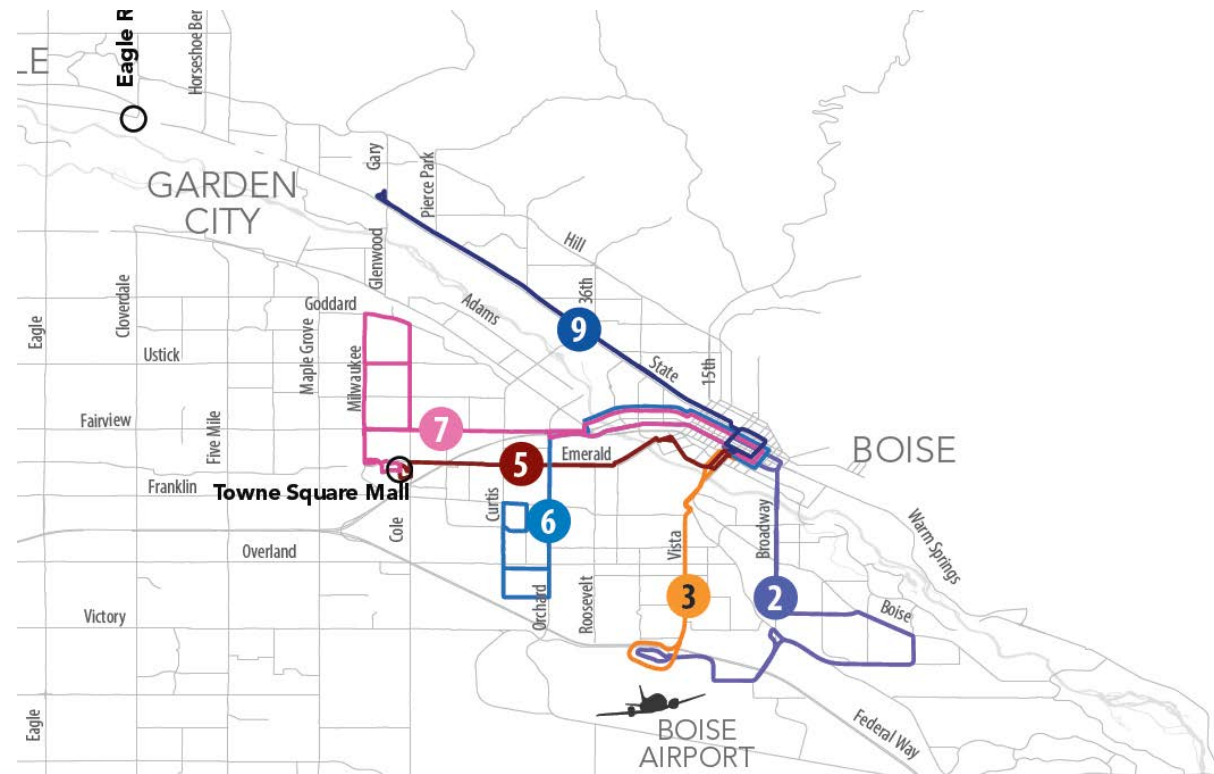 Eagle R
LE
Horseshoe Ber
GARDEN
CITY
Gary
Pierce Park
Glenwood
Hill
Goddard
Adams
36th
Cloverdale
Eagle
Ustick
Maple Grove
Milwaukee
9
State
15th
Fairview
Five Mile
7
BOISE
Emerald
5
Franklin
Towne Square Mall
Curtis
6
Cole
Overland
Vista
Broadway
Warm Springs
3
2
Orchard
Roosevelt
Boise
Victory
Eagle
BOISE
AIRPORT
Federal Way